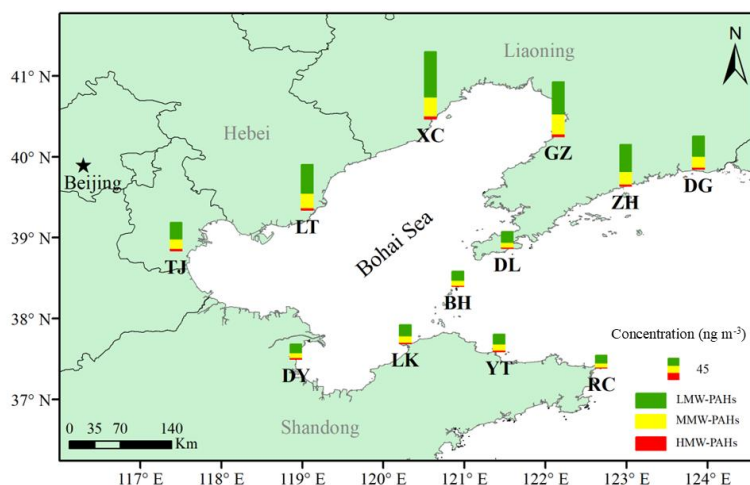 N
Liaoning
41° N
XC
Hebei
GZ
40° N
Beijing
ZH
DG
LT
39° N
TJ
Bohai Sea
DL
BH
38° N
Concentration (ng m-3)
45
DY
LK
YT
RC
LMW-PAHs
37° N
MMW-PAHs
Shandong
HMW-PAHs
0 35 70 140
Km
117° E 118° E 119° E 120° E 121° E 122° E 123° E 124° E